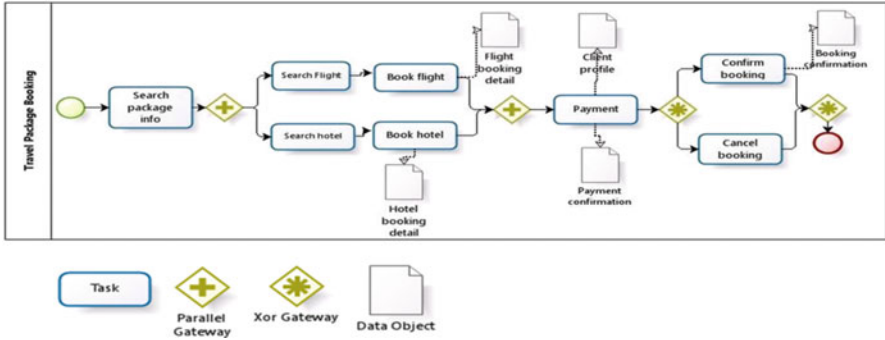 Travel Package Booking
Search
package
info
Search Flight
Book flight
Flight
booking
detail
Search hotel
Book hotel
Hotel
booking
detail
Client
profile
Payment
Payment
confirmation
Confirm
booking
Booking
confirmation
Cancel
booking
Task
Parallel
Gateway
Xor Gateway
Data Object